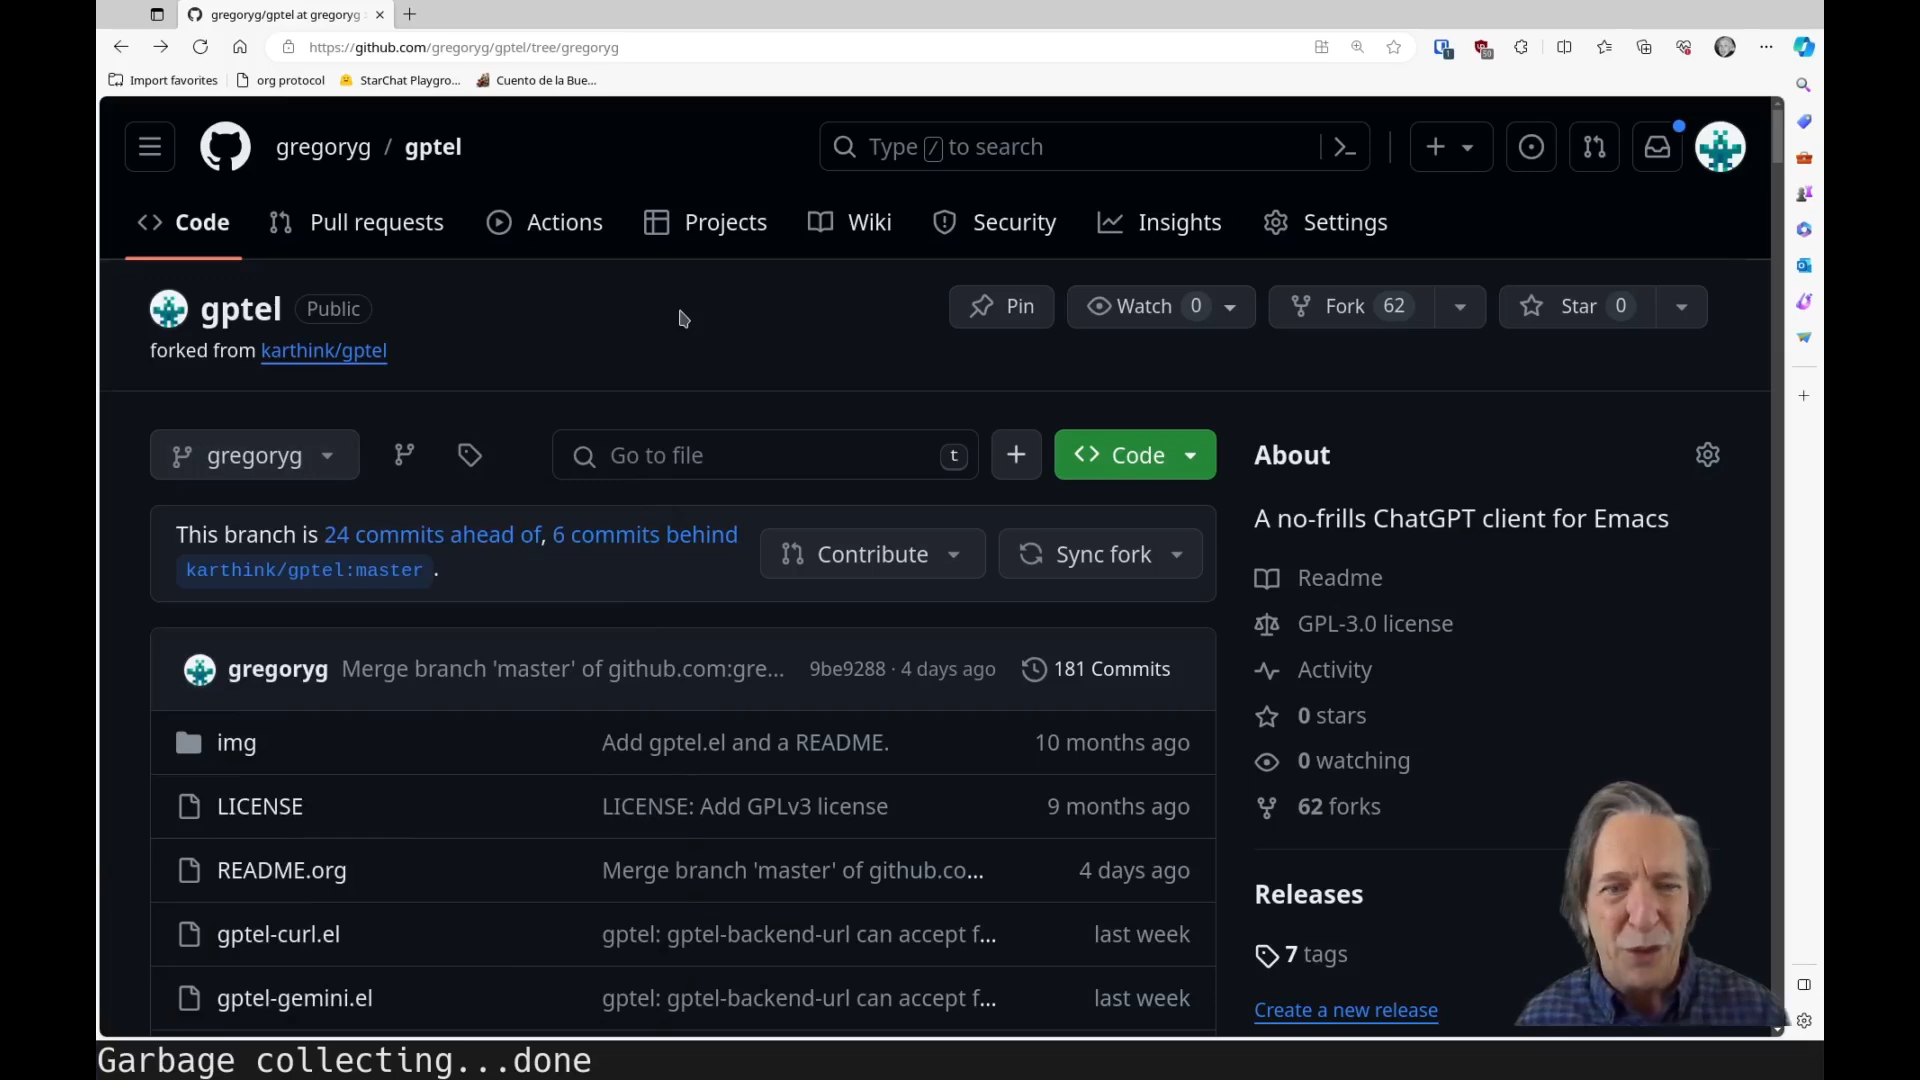 gregoryg/gptel at gregoryg
https://github.com/gregoryg/gptel/tree/gregoryg
1
50
Import favorites
org protocol
StarChat Playgro...
Cuento de la Bue...
gregoryg / gptel
Type / to search
Code
Pull requests
Actions
Projects
Wiki
Security
Insights
Settings
gptel
Public
Pin
Watch 0
Fork 62
Star 0
forked from karthink/gptel
gregoryg
Go to file
t
Code
About
A no-frills ChatGPT client for Emacs
This branch is 24 commits ahead of, 6 commits behind
karthink/gptel:master .
Contribute
Sync fork
Readme
GPL-3.0 license
Activity
0 stars
0 watching
62 forks
gregoryg Merge branch 'master' of github.com:gre... 9be9288 · 4 days ago 181 Commits
img Add gptel.el and a README. 10 months ago
LICENSE LICENSE: Add GPLv3 license 9 months ago
README.org Merge branch 'master' of github.co... 4 days ago
gptel-curl.el gptel: gptel-backend-url can accept f... last week
gptel-gemini.el gptel: gptel-backend-url can accept f... last week
Releases
7 tags
Create a new release
Garbage collecting...done